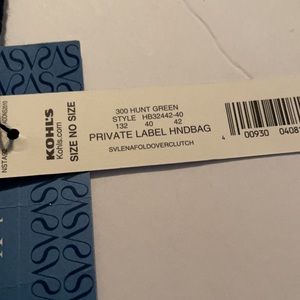 KOHL'S
Kohls.com
SIZE NO SIZE
300 HUNT GREEN
STYLE HB32442-40
132 40 42
PRIVATE LABEL HNDBAG
SVLENAFOLDOVERCLUTCH
4 00930 0408